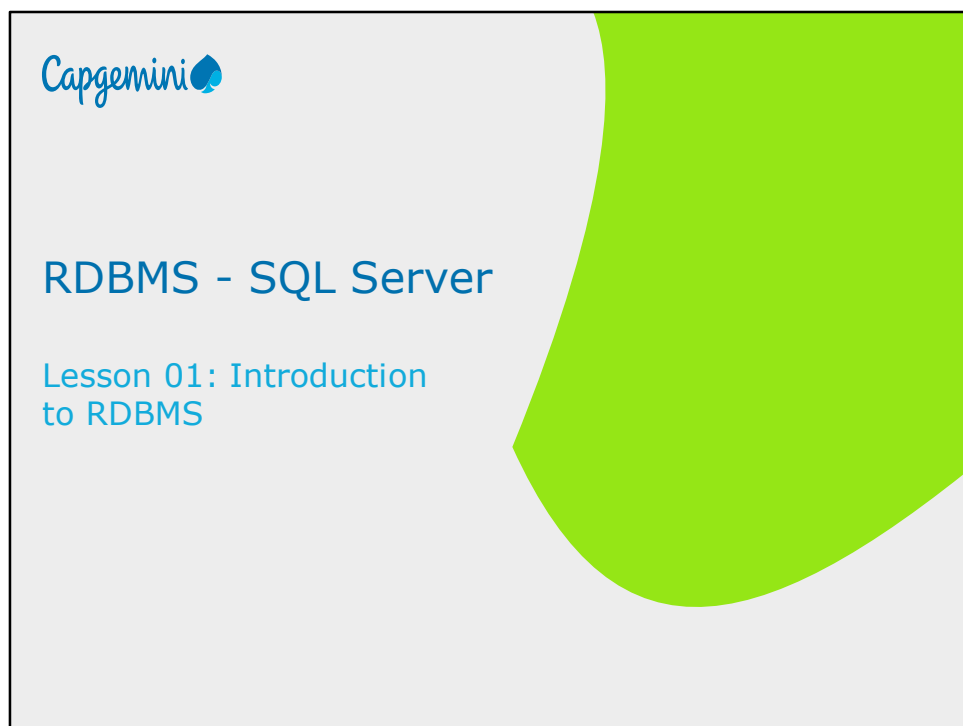 Capgemini
RDBMS - SQL Server
Lesson 01: Introduction
to RDBMS